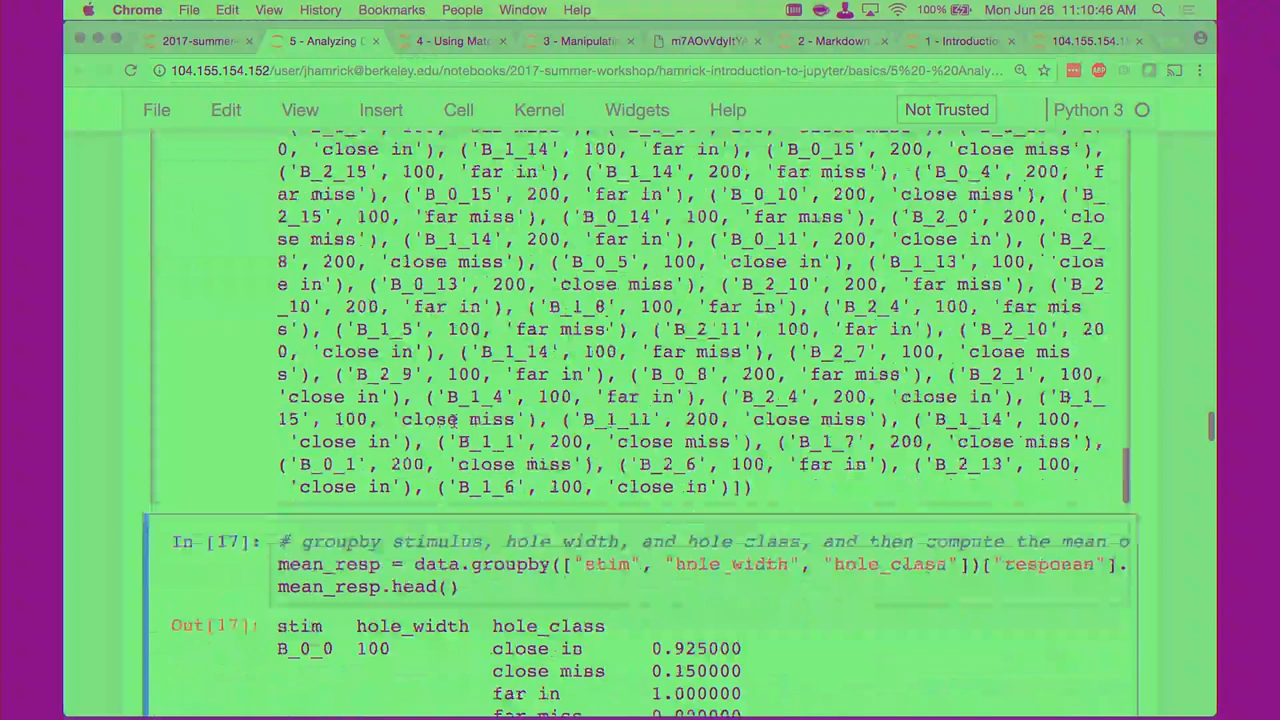 Chrome File Edit View History Bookmarks People Window Help 100% Mon Jun 26 11:10:46 AM
2017-summer- 5 - Analyzing D 4 - Using Mat 3 - Manipulatin m7AOvVdyItYA 2 - Markdown 1 - Introduction 104.155.154.1
104.155.154.152/user/jhamrick@berkeley.edu/notebooks/2017-summer-workshop/hamrick-introduction-to-jupyter/basics/5%20-%20Analy...
File Edit View Insert Cell Kernel Widgets Help Not Trusted Python 3
0, 'close in'), ('B_1_14', 100, 'far in'), ('B_0_15', 200, 'close miss'),
('B_2_15', 100, 'far in'), ('B_1_14', 200, 'far miss'), ('B_0_4', 200, 'f
ar miss'), ('B_0_15', 200, 'far in'), ('B_0_10', 200, 'close miss'), ('B_
2_15', 100, 'far miss'), ('B_0_14', 100, 'far miss'), ('B_2_0', 200, 'clo
se miss'), ('B_1_14', 200, 'far in'), ('B_0_11', 200, 'close in'), ('B_2_
8', 200, 'close miss'), ('B_0_5', 100, 'close in'), ('B_1_13', 100, 'clos
e in'), ('B_0_13', 200, 'close miss'), ('B_2_10', 200, 'far miss'), ('B_2
_10', 200, 'far in'), ('B_1_8', 100, 'far in'), ('B_2_4', 100, 'far mis
s'), ('B_1_5', 100, 'far miss'), ('B_2_11', 100, 'far in'), ('B_2_10', 20
0, 'close in'), ('B_1_14', 100, 'far miss'), ('B_2_7', 100, 'close mis
s'), ('B_2_9', 100, 'far in'), ('B_0_8', 200, 'far miss'), ('B_2_1', 100,
'close in'), ('B_1_4', 100, 'far in'), ('B_2_4', 200, 'close in'), ('B_1_
15', 100, 'close miss'), ('B_1_11', 200, 'close miss'), ('B_1_14', 100,
'close in'), ('B_1_1', 200, 'close miss'), ('B_1_7', 200, 'close miss'),
('B_0_1', 200, 'close miss'), ('B_2_6', 100, 'far in'), ('B_2_13', 100,
'close in'), ('B_1_6', 100, 'close in')])
In [17]: # groupby stimulus, hole width, and hole class, and then compute the mean o
mean_resp = data.groupby(["stim", "hole_width", "hole_class"])["response"].
mean_resp.head()
Out[17]: stim hole_width hole_class
B_0_0 100 close in 0.925000
close miss 0.150000
far in 1.000000
far miss